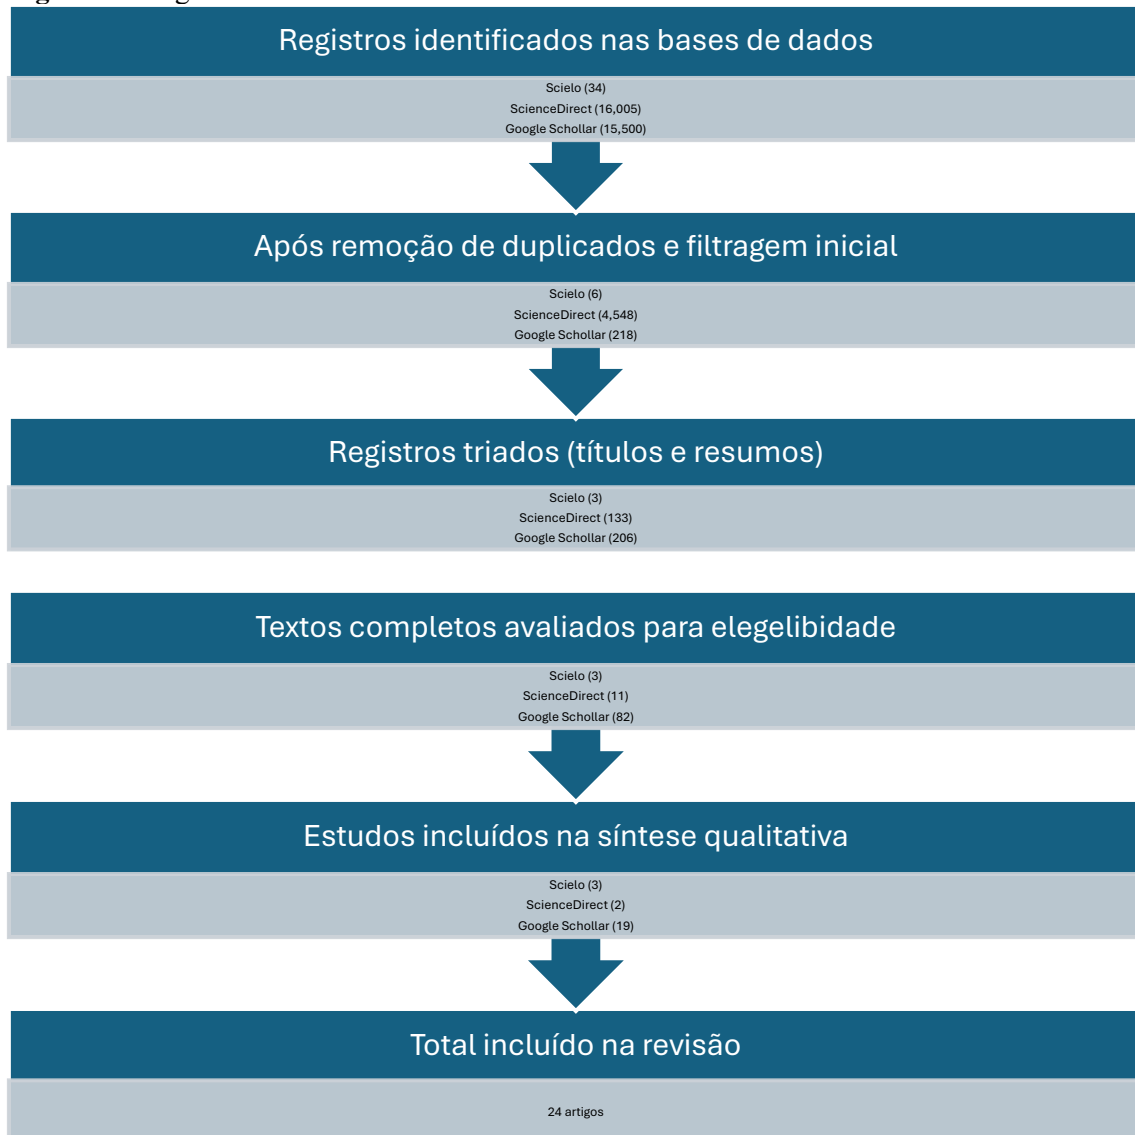 Registros identificados nas bases de dados
Scielo (34)
ScienceDirect (16,005)
Google Schollar (15,500)
Após remoção de duplicados e filtragem inicial
Scielo (6)
ScienceDirect (4,548)
Google Schollar (218)
Registros triados (títulos e resumos)
Scielo (3)
ScienceDirect (133)
Google Schollar (206)
Textos completos avaliados para elegelibidade
Scielo (3)
ScienceDirect (11)
Google Schollar (82)
Estudos incluídos na síntese qualitativa
Scielo (3)
ScienceDirect (2)
Google Schollar (19)
Total incluído na revisão
24 artigos